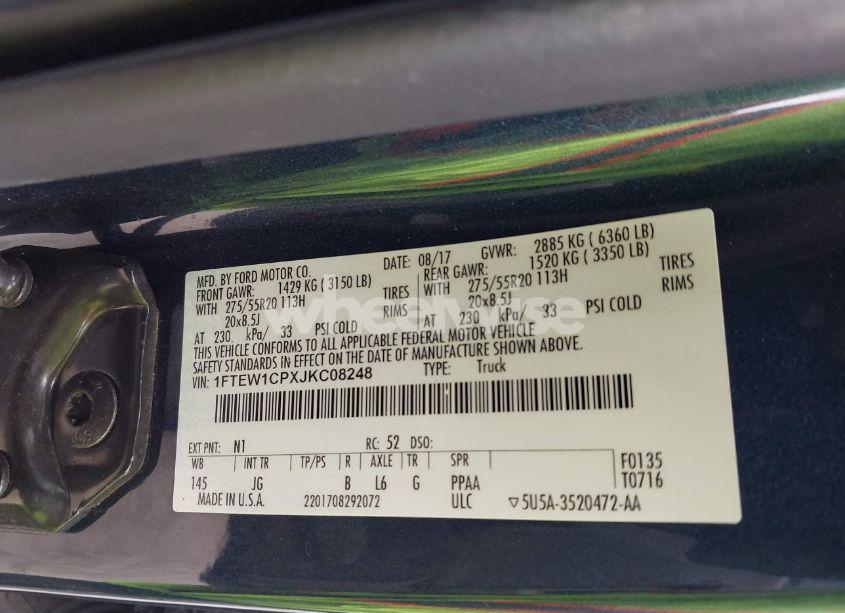 MFD. BY FORD MOTOR CO. DATE: 08/17 GVWR: 2885 KG ( 6360 LB)
FRONT GAWR: 1429 KG ( 3150 LB) REAR GAWR: 1520 KG ( 3350 LB)
WITH 275/55R20 113H TIRES WITH 275/55R20 113H TIRES
20x8.5J RIMS 20x8.5J RIMS
AT 230 kPa/ 33 PSI COLD AT 230 kPa/ 33 PSI COLD
THIS VEHICLE CONFORMS TO ALL APPLICABLE FEDERAL MOTOR VEHICLE
SAFETY STANDARDS IN EFFECT ON THE DATE OF MANUFACTURE SHOWN ABOVE.
VIN: 1FTEW1CPXJKC08248 TYPE: Truck
EXT PNT: N1 RC: 52 DSO:
WB INT TR TP/PS R AXLE TR SPR F0135
145 JG B L6 G PPAA T0716
MADE IN U.S.A. 2201708292072 ULC ▽5U5A-3520472-AA
wheelwise